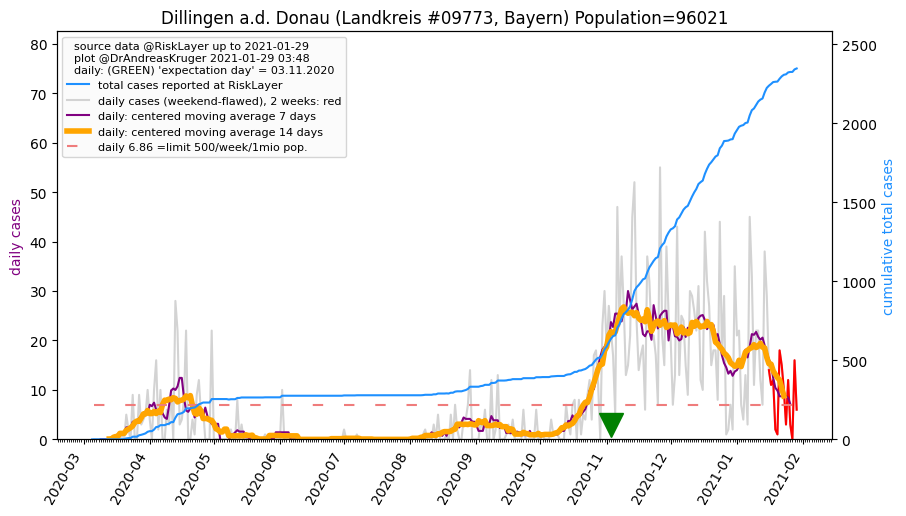 Dillingen a.d. Donau (Landkreis #09773, Bayern) Population=96021
source data @RiskLayer up to 2021-01-29
plot @DrAndreasKruger 2021-01-29 03:48
daily: (GREEN) 'expectation day' = 03.11.2020
total cases reported at RiskLayer
daily cases (weekend-flawed), 2 weeks: red
daily: centered moving average 7 days
daily: centered moving average 14 days
daily 6.86 =limit 500/week/1mio pop.
daily cases
80
70
60
50
40
30
20
10
0
cumulative total cases
2500
2000
1500
1000
500
0
2020-03
2020-04
2020-05
2020-06
2020-07
2020-08
2020-09
2020-10
2020-11
2020-12
2021-01
2021-02